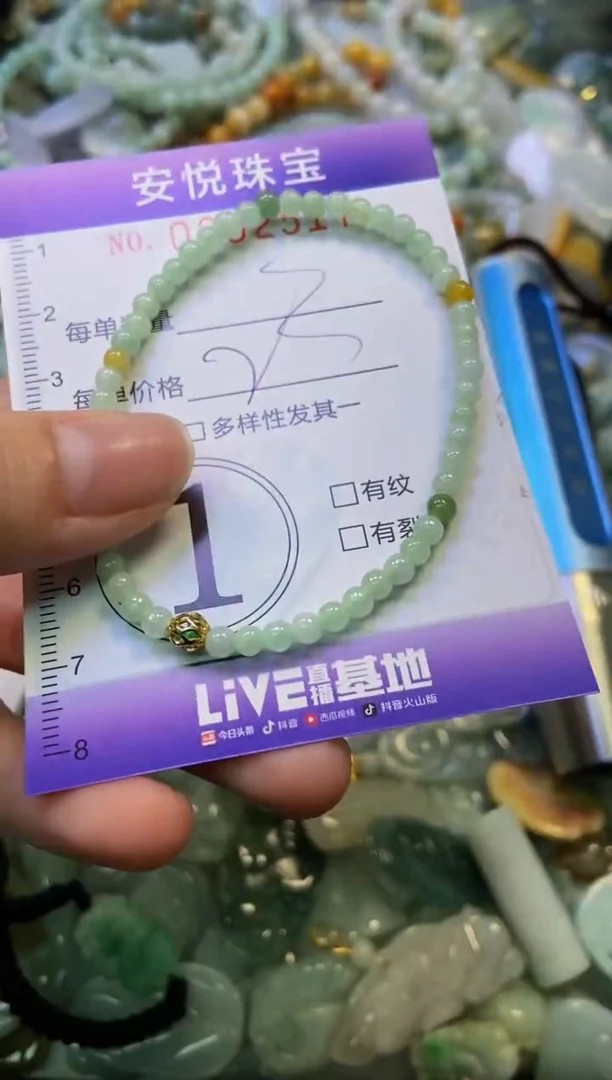 安悦珠宝
NO.
1
2
每单
量
3
价格
多样性发其一
有纹
1
有裂
6
7
LiVE直播基地
今日头条 抖音 西瓜视频 抖音火山版
8